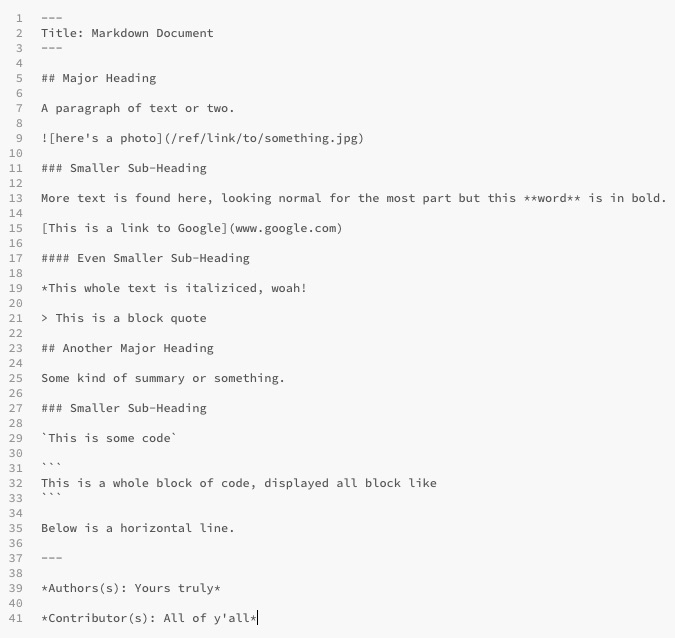 1 ---
2 Title: Markdown Document
3 ---
4
5 ## Major Heading
6
7 A paragraph of text or two.
8
9 ![here's a photo](/ref/link/to/something.jpg)
10
11 ### Smaller Sub-Heading
12
13 More text is found here, looking normal for the most part but this **word** is in bold.
14
15 [This is a link to Google](www.google.com)
16
17 #### Even Smaller Sub-Heading
18
19 *This whole text is italiziced, woah!
20
21 > This is a block quote
22
23 ## Another Major Heading
24
25 Some kind of summary or something.
26
27 ### Smaller Sub-Heading
28
29 `This is some code`
30
31 ```
32 This is a whole block of code, displayed all block like
33 ```
34
35 Below is a horizontal line.
36
37 ---
38
39 *Authors(s): Yours truly*
40
41 *Contributor(s): All of y'all*